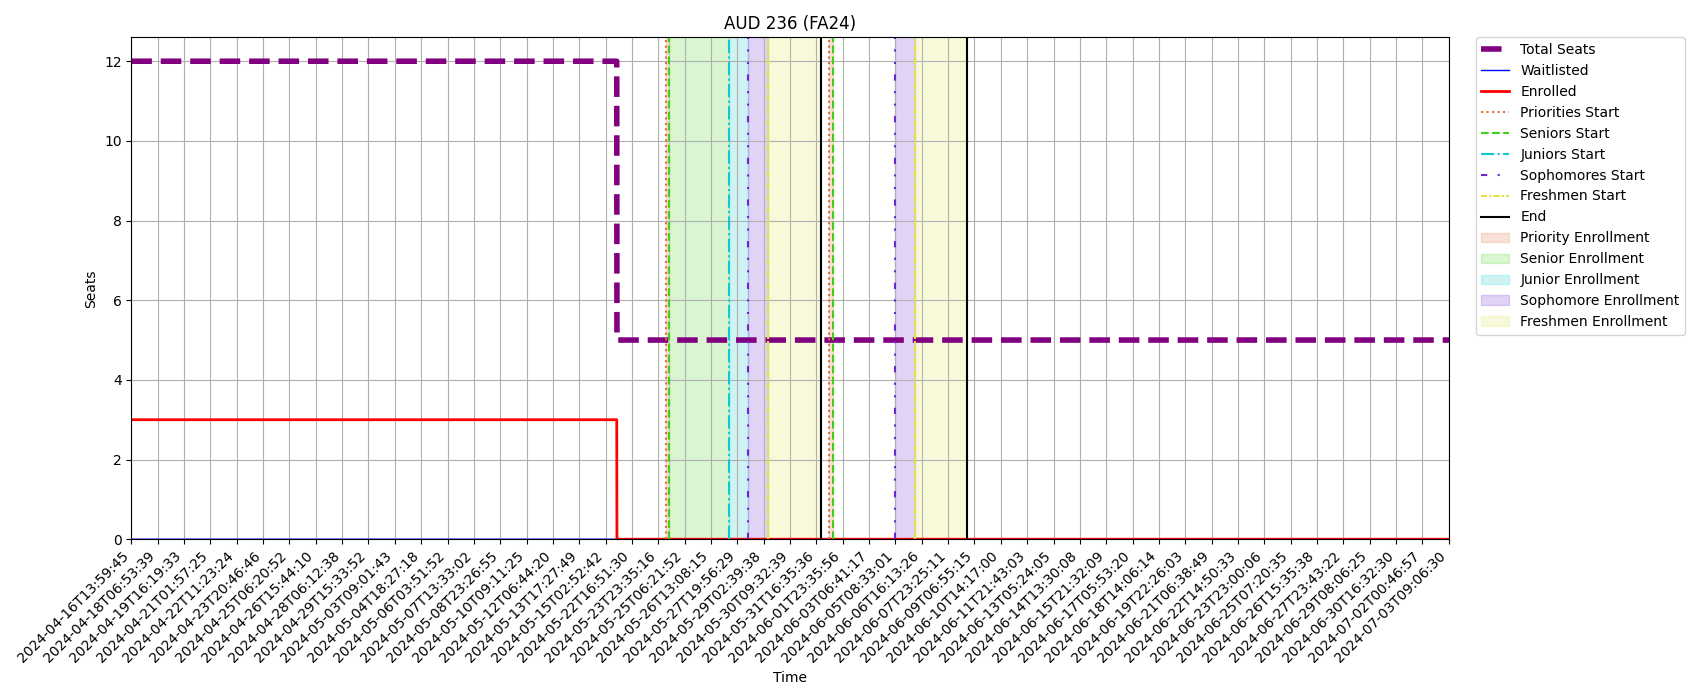 AUD 236 (FA24)
Seats
12
10
8
6
4
2
0
2024-04-16T13:59:45
2024-04-18T06:53:39
2024-04-19T16:19:33
2024-04-21T01:57:25
2024-04-22T11:23:24
2024-04-23T20:46:46
2024-04-25T06:20:52
2024-04-26T15:44:10
2024-04-28T06:12:38
2024-04-29T15:33:52
2024-05-03T09:01:43
2024-05-04T18:27:18
2024-05-06T03:51:52
2024-05-07T13:33:02
2024-05-08T23:26:55
2024-05-10T09:11:25
2024-05-12T06:44:20
2024-05-13T17:27:49
2024-05-15T02:52:42
2024-05-22T16:51:30
2024-05-23T23:35:16
2024-05-25T06:21:52
2024-05-26T13:08:15
2024-05-27T19:56:29
2024-05-29T02:39:38
2024-05-30T09:32:39
2024-05-31T16:35:36
2024-06-01T23:35:56
2024-06-03T06:41:17
2024-06-05T08:33:01
2024-06-06T16:13:26
2024-06-07T23:25:11
2024-06-09T06:55:15
2024-06-10T14:17:00
2024-06-11T21:43:03
2024-06-13T05:24:05
2024-06-14T13:30:08
2024-06-15T21:32:09
2024-06-17T05:53:20
2024-06-18T14:06:14
2024-06-19T22:26:03
2024-06-21T06:38:49
2024-06-22T14:50:33
2024-06-23T23:00:06
2024-06-25T07:20:35
2024-06-26T15:35:38
2024-06-27T23:43:22
2024-06-29T08:06:25
2024-06-30T16:32:30
2024-07-02T00:46:57
2024-07-03T09:06:30
Time
Total Seats
Waitlisted
Enrolled
Priorities Start
Seniors Start
Juniors Start
Sophomores Start
Freshmen Start
End
Priority Enrollment
Senior Enrollment
Junior Enrollment
Sophomore Enrollment
Freshmen Enrollment